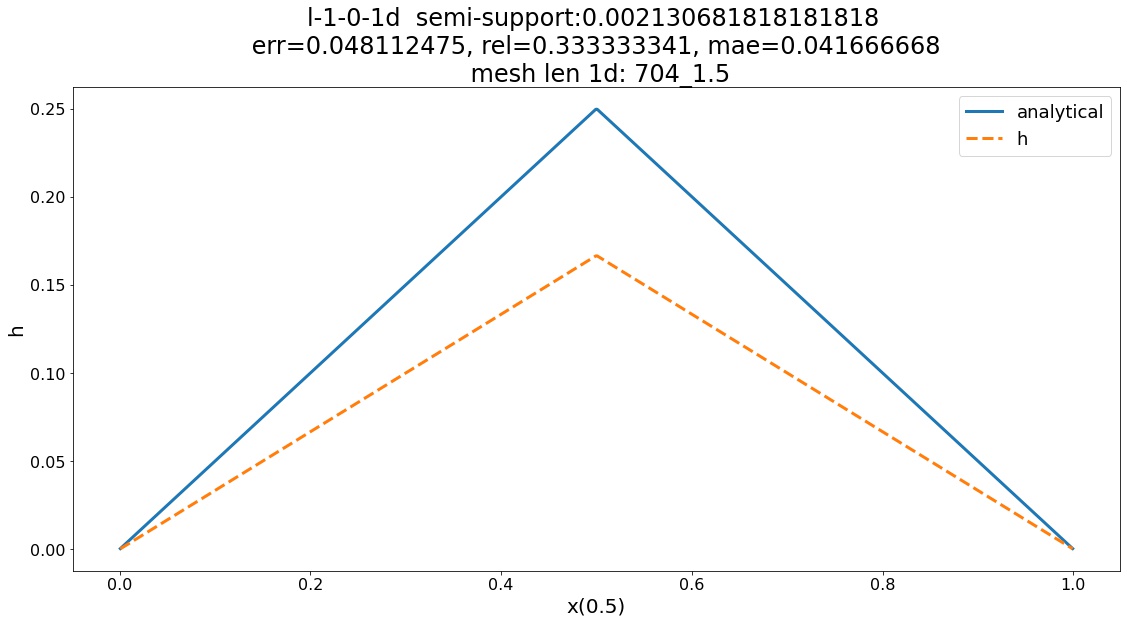 l-1-0-1d  semi-support:0.0021306818181818
err=0.048112475, rel=0.333333341, mae=0.041666668
mesh len 1d: 704_1.5
analytical
h
0.25
0.20
0.15
0.10
0.05
0.00
h
0.0 0.2 0.4 0.6 0.8 1.0
x(0.5)